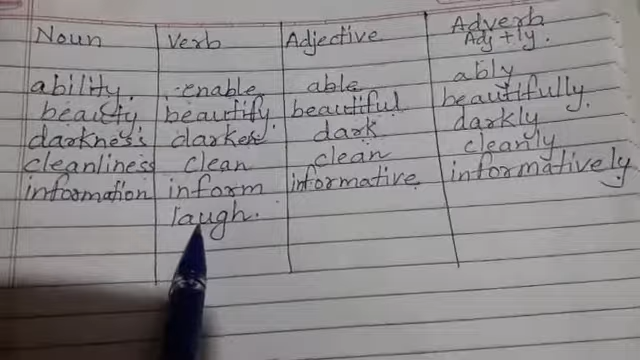 Noun Verb Adjective Adverb
Adj + ly.
ability. enable able ably
beauty beautify beautiful beautifully.
darkness darken dark darkly
cleanliness clean clean cleanly
information inform informative informatively
laugh.